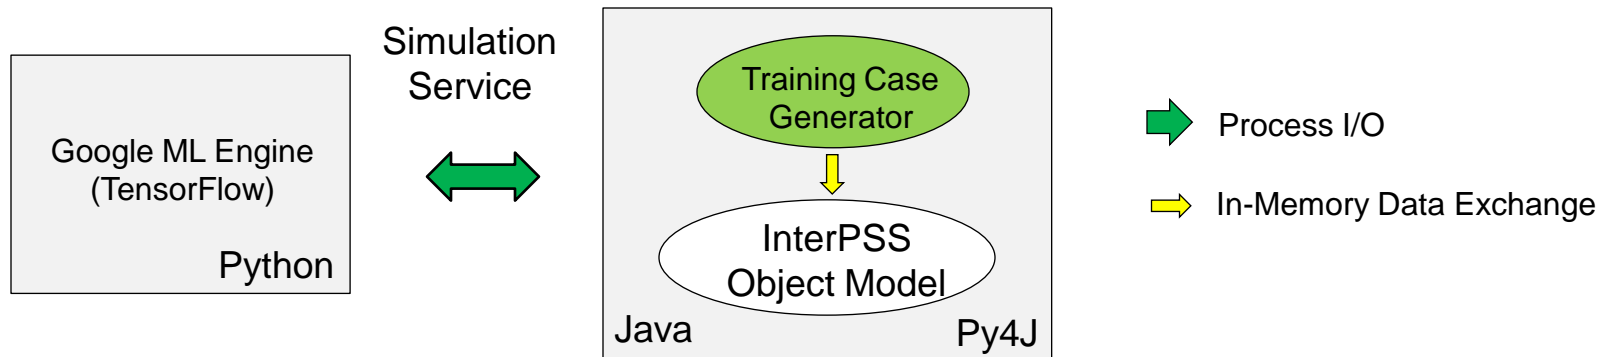 Google ML Engine
(TensorFlow)
Python
Simulation
Service
Training Case
Generator
InterPSS
Object Model
Java
Py4J
Process I/O
In-Memory Data Exchange